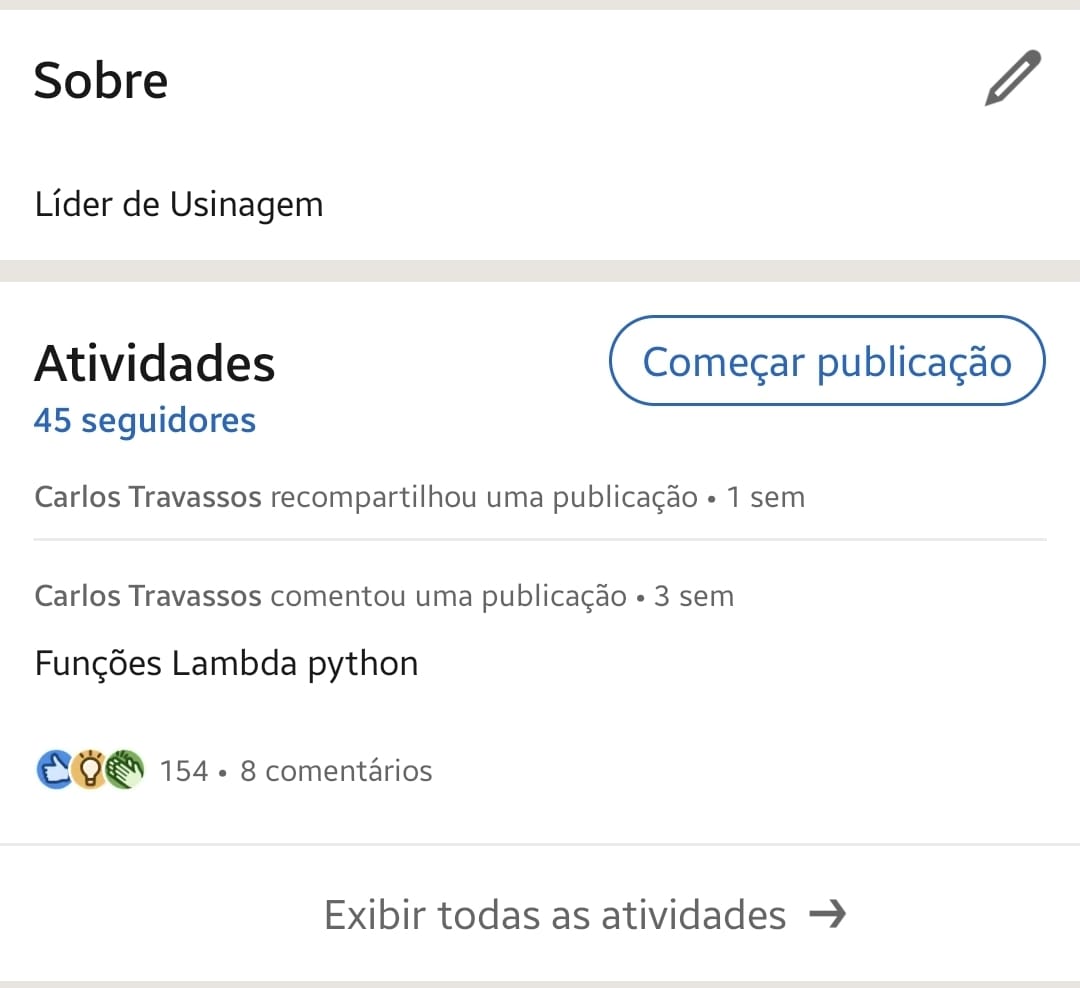 Sobre
Líder de Usinagem
Atividades
Começar publicação
45 seguidores
Carlos Travassos recompartilhou uma publicação • 1 sem
Carlos Travassos comentou uma publicação • 3 sem
Funções Lambda python
154 • 8 comentários
Exibir todas as atividades →